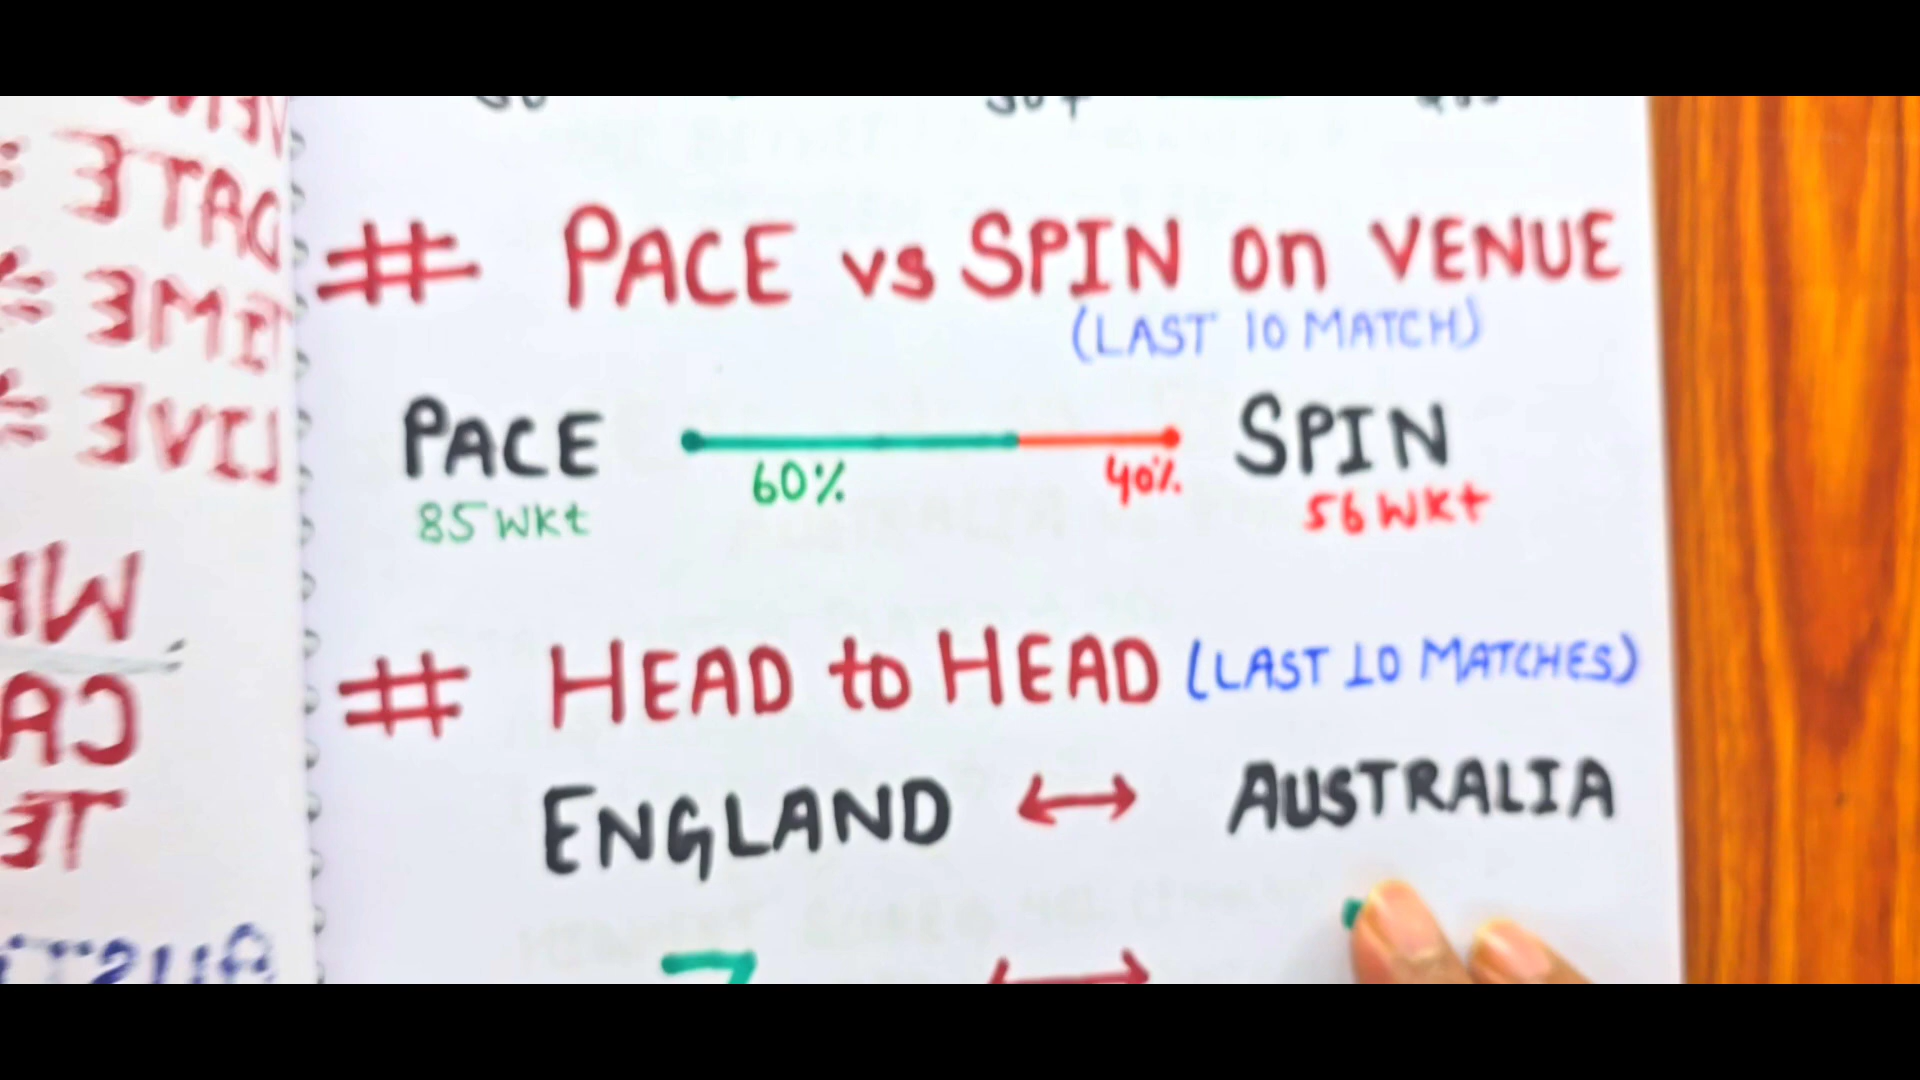 # PACE vs SPIN on VENUE
(LAST 10 MATCH)
PACE SPIN
60% 40%
85 Wkt 56 Wkt
# HEAD to HEAD (LAST 10 MATCHES)
ENGLAND ↔ AUSTRALIA